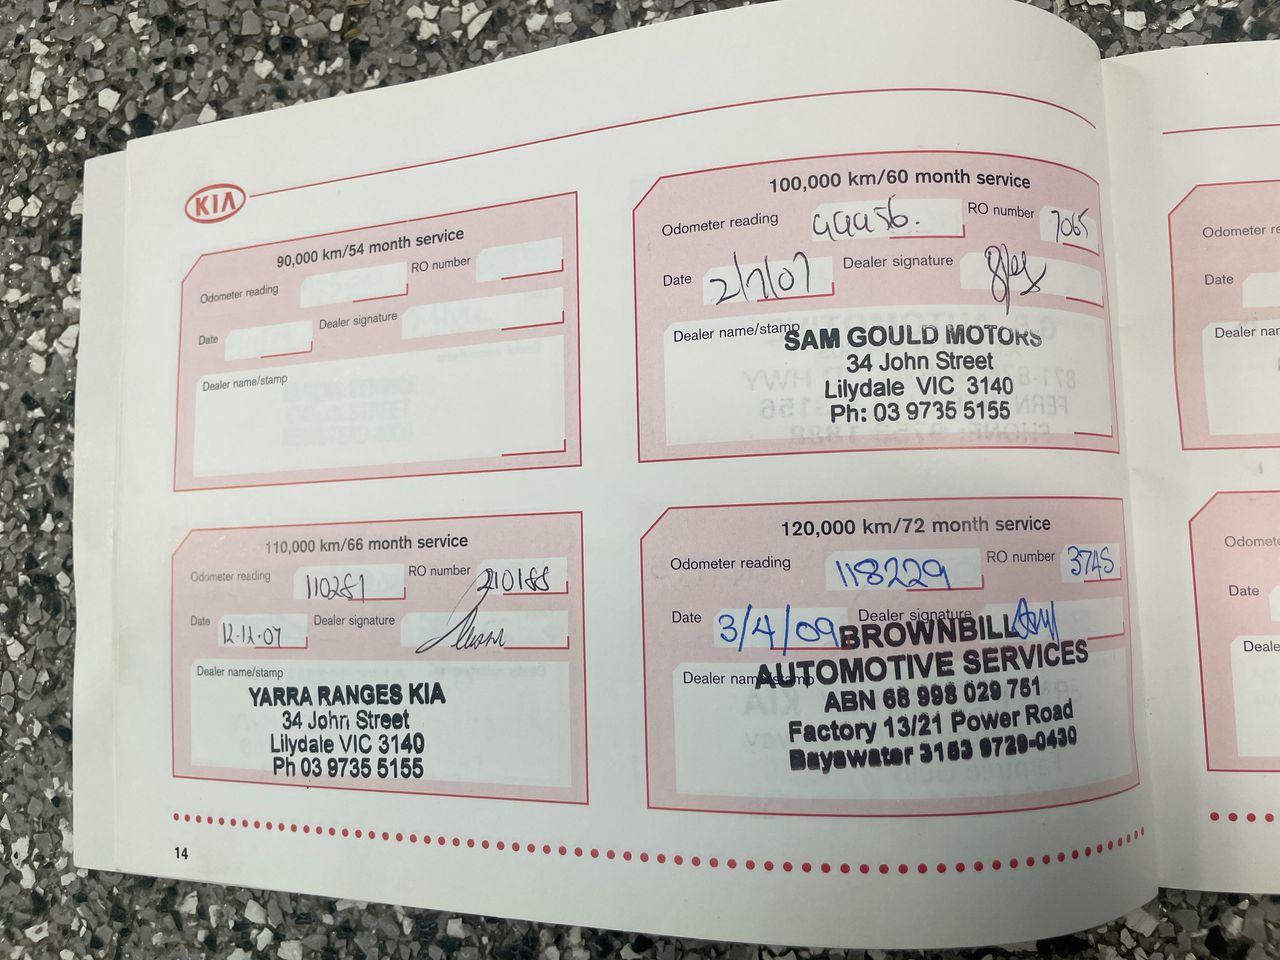 KIA
90,000 km/54 month service
Odometer reading
RO number
Date
Dealer signature
Dealer name/stamp
100,000 km/60 month service
Odometer reading 99956. RO number 7065
Date 2/7/07 Dealer signature
Dealer name/stamp
SAM GOULD MOTORS
34 John Street
Lilydale VIC 3140
Ph: 03 9735 5155
110,000 km/66 month service
Odometer reading 110281 RO number 210188
Date 12.12.07 Dealer signature
Dealer name/stamp
YARRA RANGES KIA
34 John Street
Lilydale VIC 3140
Ph 03 9735 5155
120,000 km/72 month service
Odometer reading 118229 RO number 3745
Date 3/4/09 Dealer signature
Dealer name/stamp
BROWNBILL
AUTOMOTIVE SERVICES
ABN 68 998 029 751
Factory 13/21 Power Road
Bayswater 3153 9729-0430
14
Odometer re
Date
Dealer nar
Odomete
Date
Deale